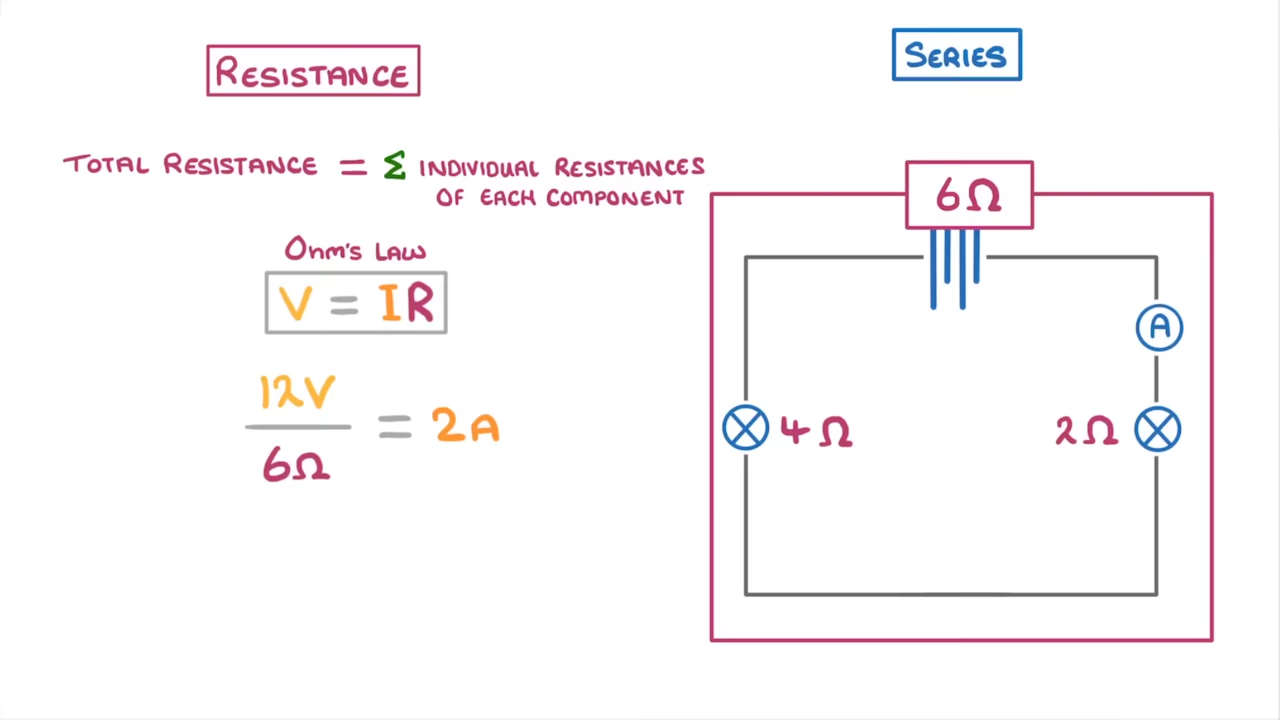 RESISTANCE
TOTAL RESISTANCE = Σ INDIVIDUAL RESISTANCES
OF EACH COMPONENT
OHM'S LAW
V = IR
12V
6Ω
= 2A
SERIES
6Ω
A
4Ω
2Ω